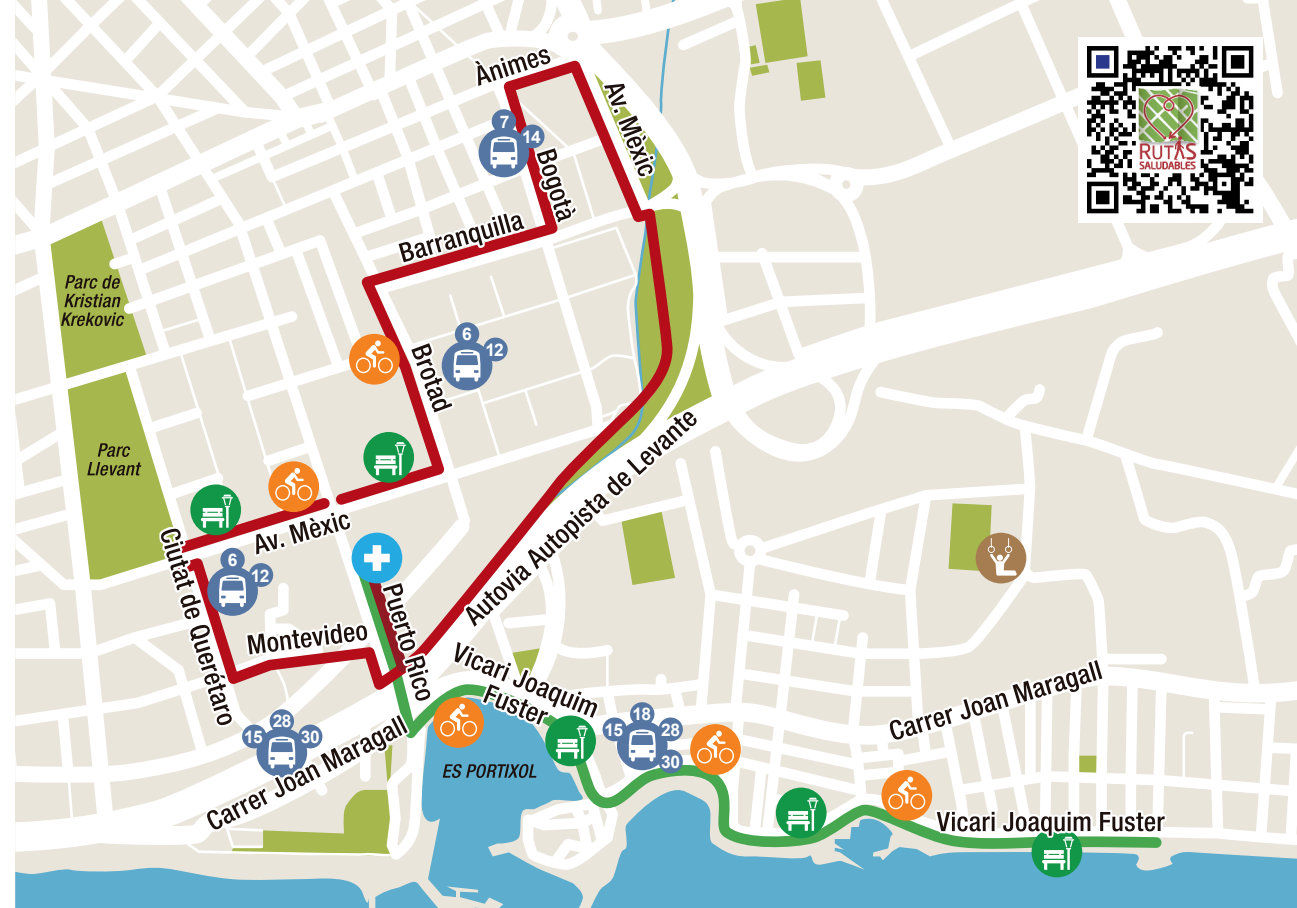 Ànimes
Av. Mèxic
7
14
Bogotà
RUTAS
SALUDABLES
Barranquilla
Parc de
Kristian
Krekovic
6
12
Brotad
Parc
Llevant
Av. Mèxic
Autovia Autopista de Levante
6
12
Ciutat de Querétaro
Montevideo
Puerto Rico
Vicari Joaquim
Fuster
28
15
30
Carrer Joan Maragall
ES PORTIXOL
18
15
28
30
Carrer Joan Maragall
Vicari Joaquim Fuster